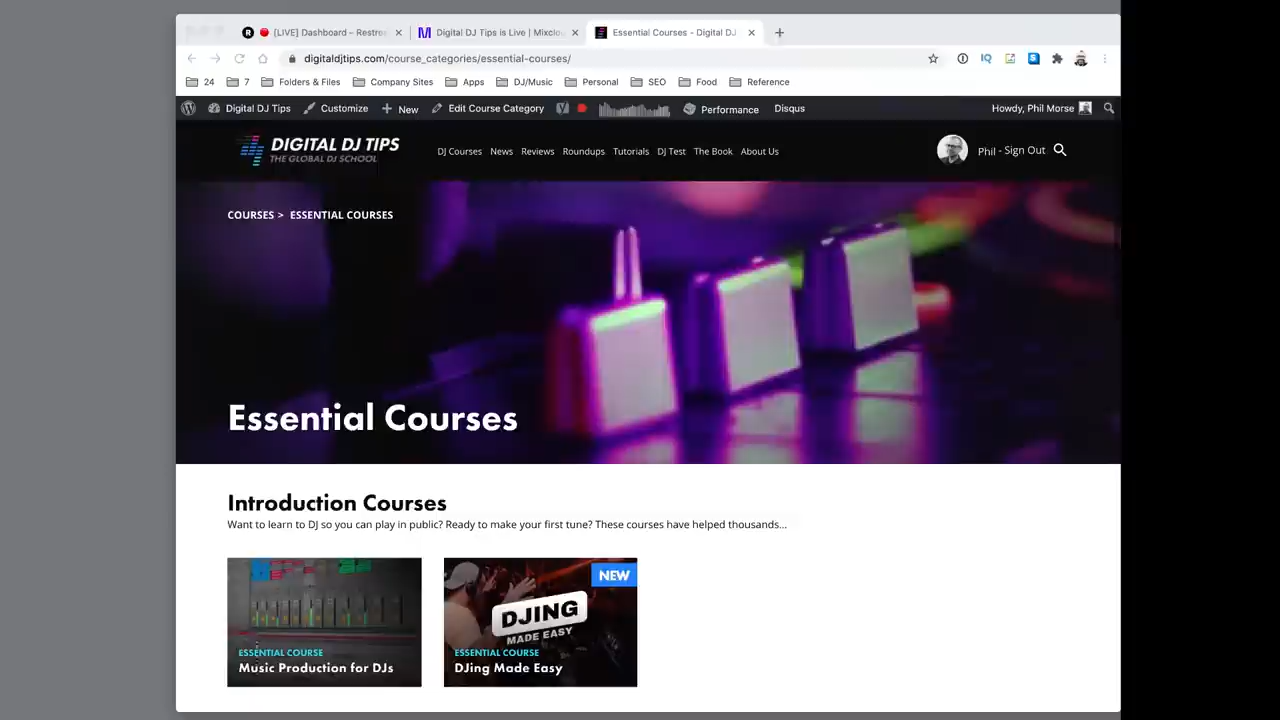 [LIVE] Dashboard – Restrea
Digital DJ Tips is Live | Mixclou
Essential Courses - Digital DJ
digitaldjtips.com/course_categories/essential-courses/
24 7 Folders & Files Company Sites Apps DJ/Music Personal SEO Food Reference
Digital DJ Tips Customize New Edit Course Category Performance Disqus Howdy, Phil Morse
DIGITAL DJ TIPS
THE GLOBAL DJ SCHOOL
DJ Courses News Reviews Roundups Tutorials DJ Test The Book About Us
Phil - Sign Out
COURSES > ESSENTIAL COURSES
Essential Courses
Introduction Courses
Want to learn to DJ so you can play in public? Ready to make your first tune? These courses have helped thousands...
ESSENTIAL COURSE
Music Production for DJs
NEW
DJING
MADE EASY
ESSENTIAL COURSE
DJing Made Easy